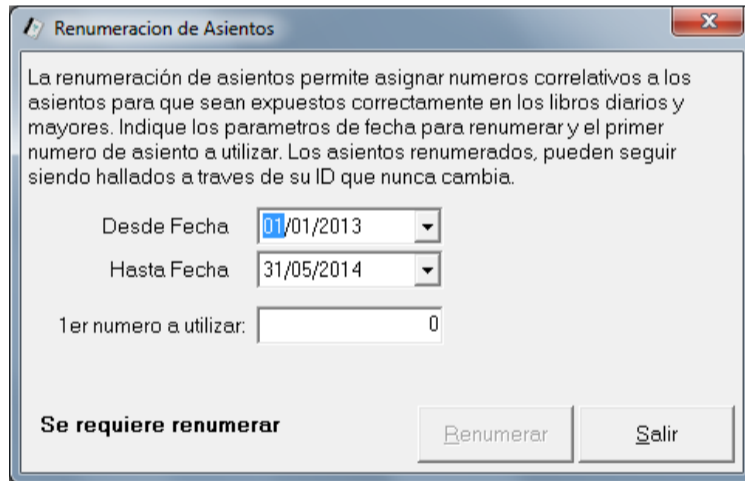 Renumeracion de Asientos
La renumeración de asientos permite asignar numeros correlativos a los
asientos para que sean expuestos correctamente en los libros diarios y
mayores. Indique los parametros de fecha para renumerar y el primer
numero de asiento a utilizar. Los asientos renumerados, pueden seguir
siendo hallados a traves de su ID que nunca cambia.
Desde Fecha 01/01/2013
Hasta Fecha 31/05/2014
1er numero a utilizar: 0
Se requiere renumerar Renumerar Salir